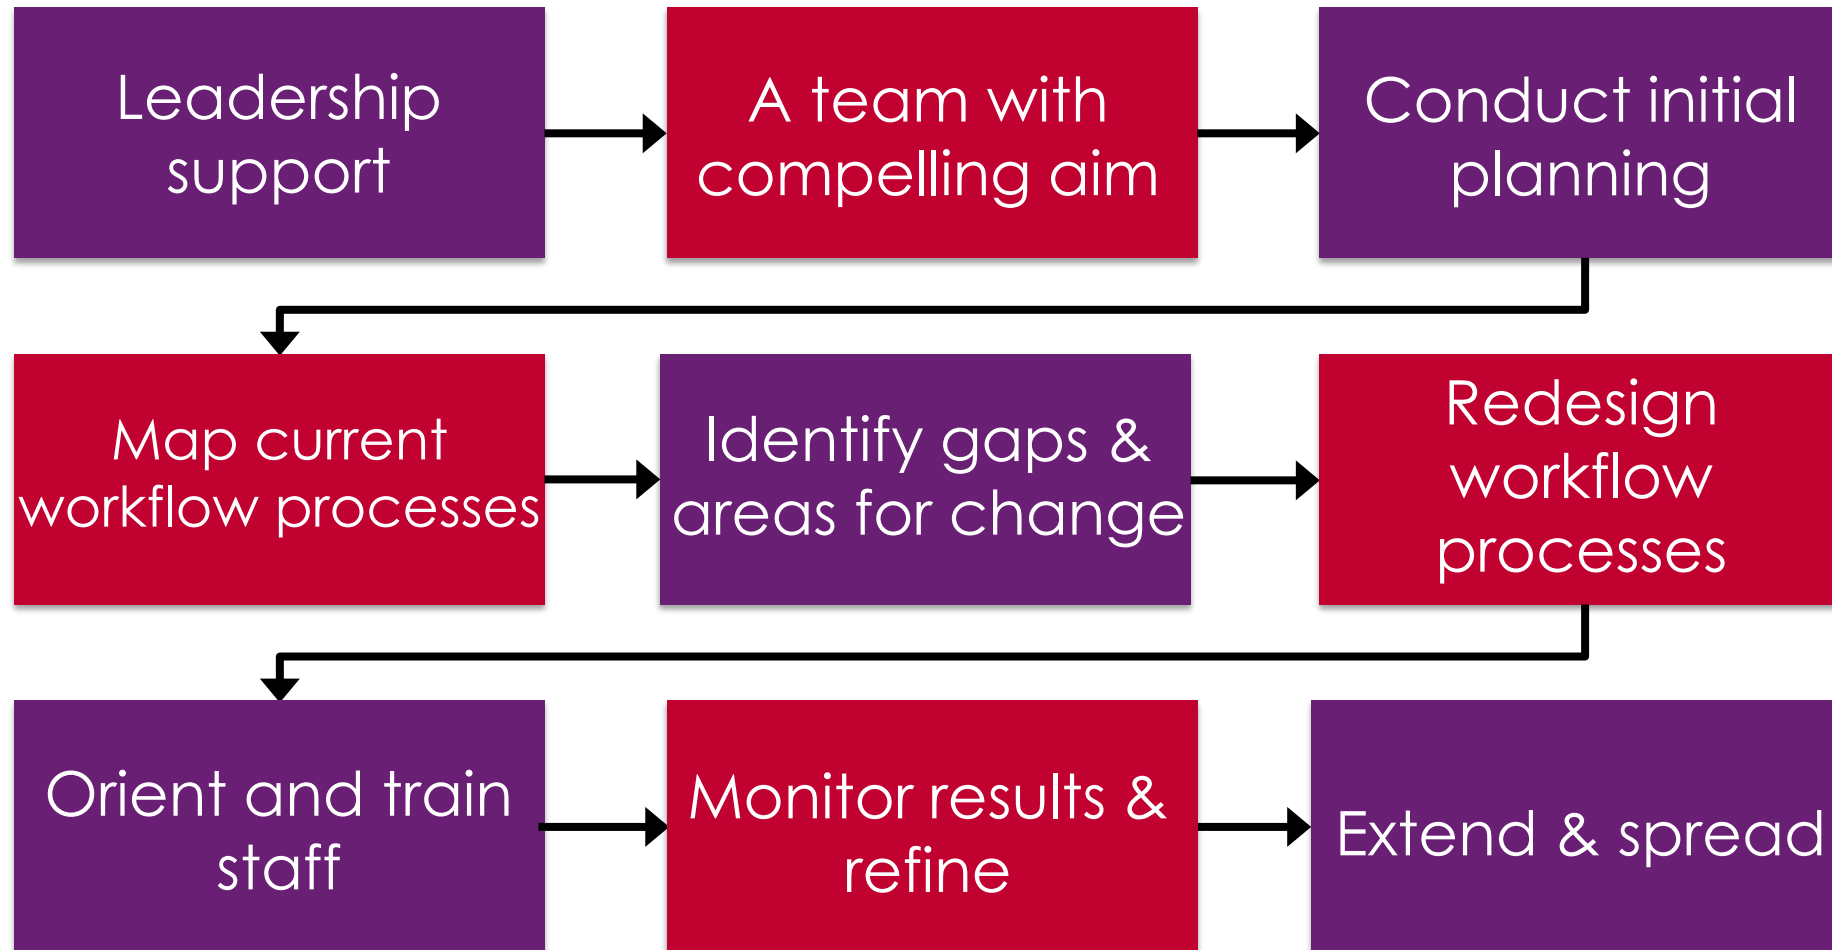 Leadership
support
A team with
compelling aim
Conduct initial
planning
Map current
workflow processes
Identify gaps &
areas for change
Redesign
workflow
processes
Orient and train
staff
Monitor results &
refine
Extend & spread